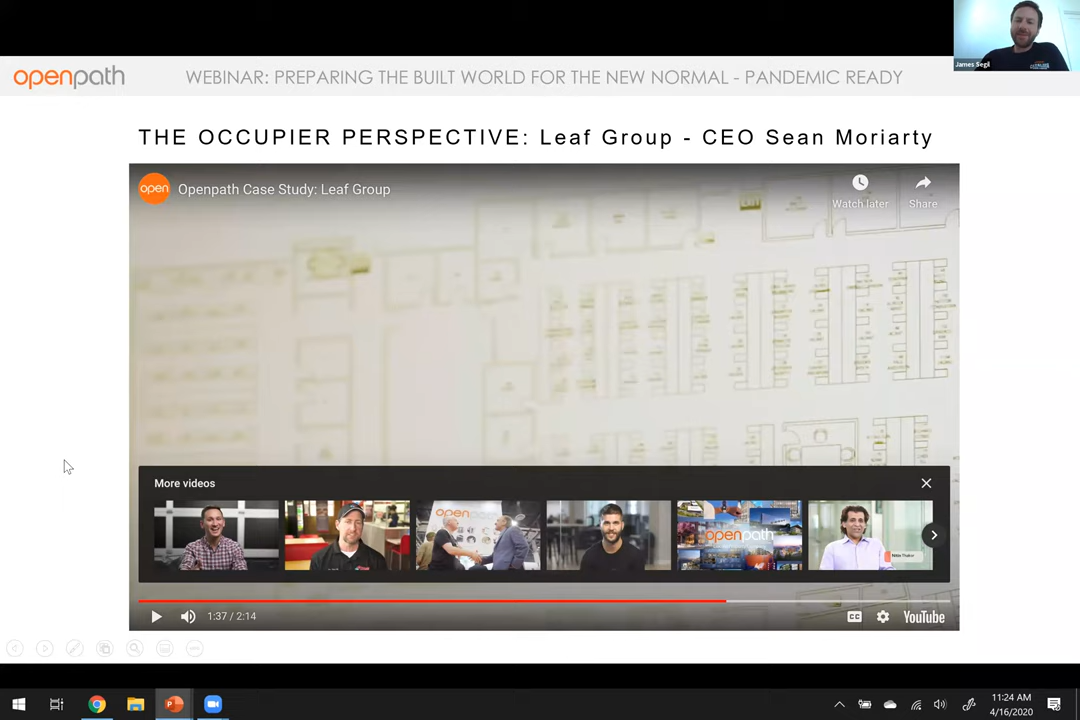 James Segil
openpath
WEBINAR: PREPARING THE BUILT WORLD FOR THE NEW NORMAL - PANDEMIC READY
THE OCCUPIER PERSPECTIVE: Leaf Group - CEO Sean Moriarty
open
Openpath Case Study: Leaf Group
Watch later
Share
More videos
openpath
openpath
1:37 / 2:14
CC
YouTube
11:24 AM
4/16/2020